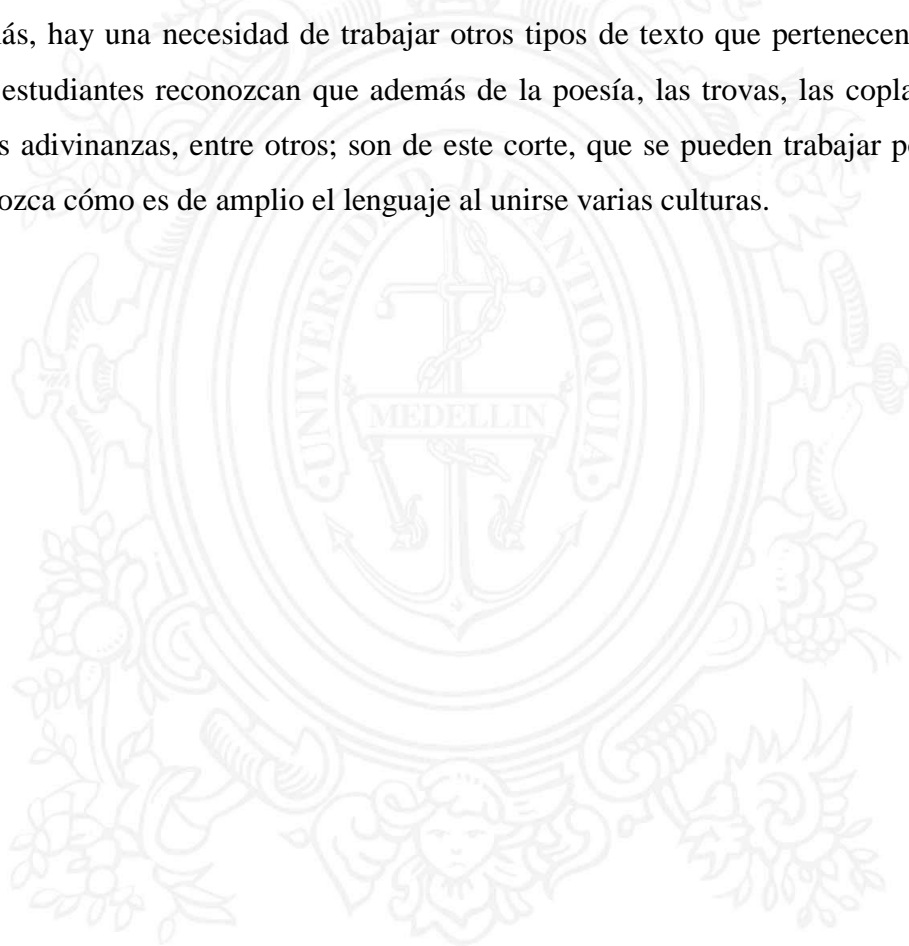 ás, hay una necesidad de trabajar otros tipos de texto que pertenecen
estudiantes reconozcan que además de la poesía, las trovas, las copla
s adivinanzas, entre otros; son de este corte, que se pueden trabajar p
ozca cómo es de amplio el lenguaje al unirse varias culturas.
UNIVERSIDAD D ANTIOQUIA
MEDELLIN